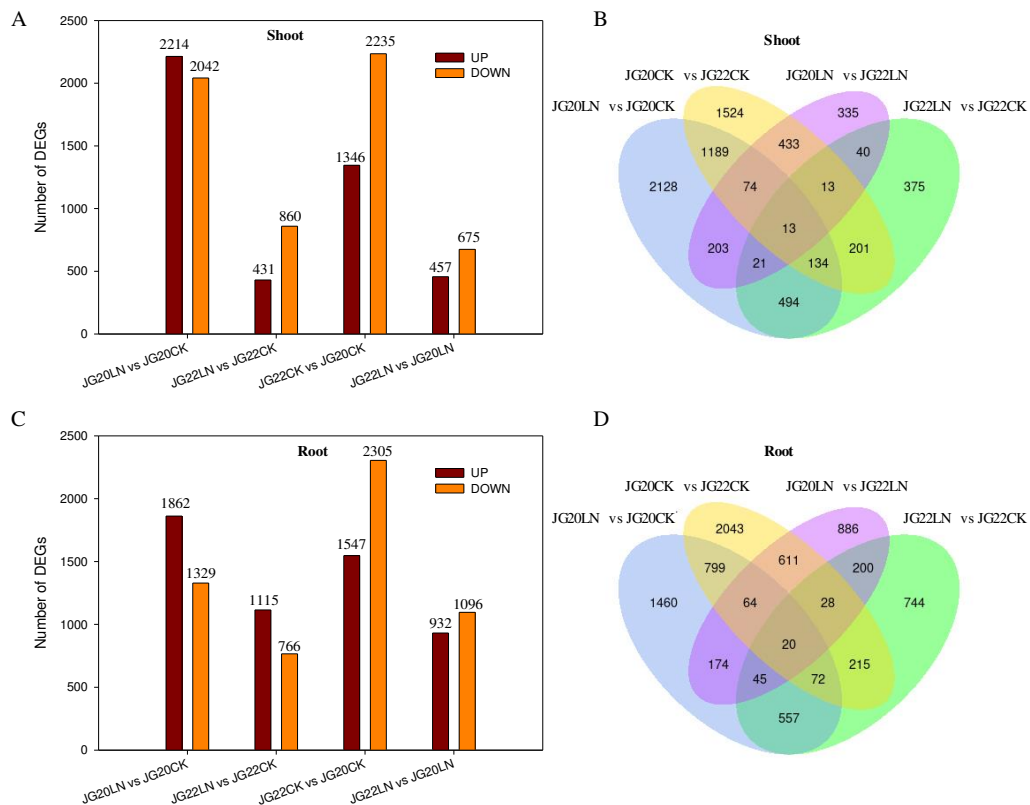 A
Shoot
UP
DOWN
Number of DEGs
2500
2000
1500
1000
500
0
2214
2042
431
860
1346
2235
457
675
JG20LN vs JG20CK
JG22LN vs JG22CK
JG22CK vs JG20CK
JG22LN vs JG20LN
B
Shoot
JG20CK vs JG22CK
JG20LN vs JG22LN
JG20LN vs JG20CK
JG22LN vs JG22CK
1524
335
1189
433
40
2128
74
13
375
13
203
21
134
201
494
C
Root
UP
DOWN
Number of DEGs
2500
2000
1500
1000
500
0
1862
1329
1115
766
1547
2305
932
1096
JG20LN vs JG20CK
JG22LN vs JG22CK
JG22CK vs JG20CK
JG22LN vs JG20LN
D
Root
JG20CK vs JG22CK
JG20LN vs JG22LN
JG20LN vs JG20CK
JG22LN vs JG22CK
2043
886
799
611
200
1460
64
28
744
20
174
45
72
215
557